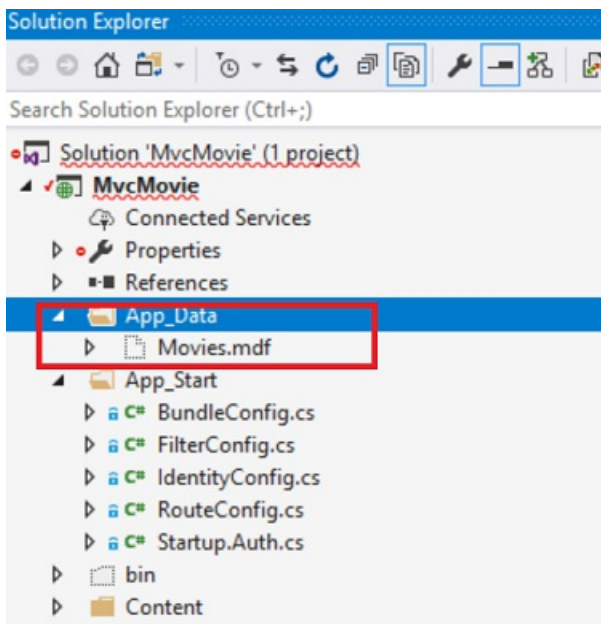 Solution Explorer
Search Solution Explorer (Ctrl+;)
Solution 'MvcMovie' (1 project)
MvcMovie
Connected Services
Properties
References
App_Data
Movies.mdf
App_Start
C# BundleConfig.cs
C# FilterConfig.cs
C# IdentityConfig.cs
C# RouteConfig.cs
C# Startup.Auth.cs
bin
Content